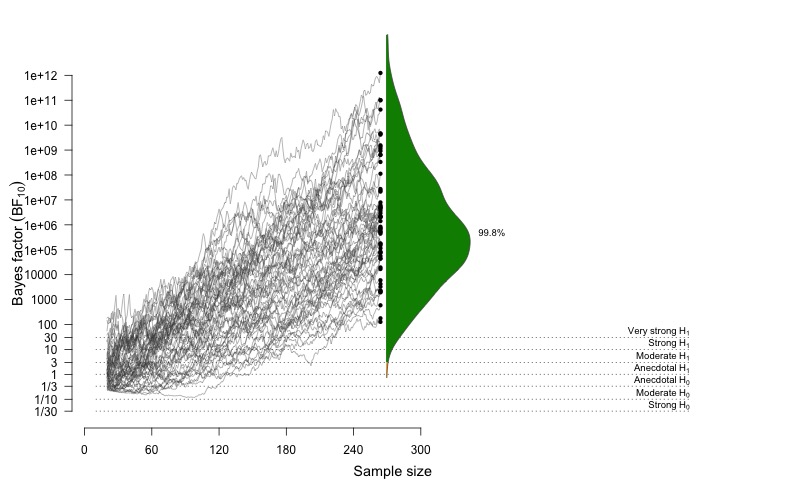 Bayes factor (BF₁₀)
1e+12
1e+11
1e+10
1e+09
1e+08
1e+07
1e+06
1e+05
10000
1000
100
30
10
3
1
1/3
1/10
1/30
99.8%
Very strong H₁
Strong H₁
Moderate H₁
Anecdotal H₁
Anecdotal H₀
Moderate H₀
Strong H₀
0 60 120 180 240 300
Sample size